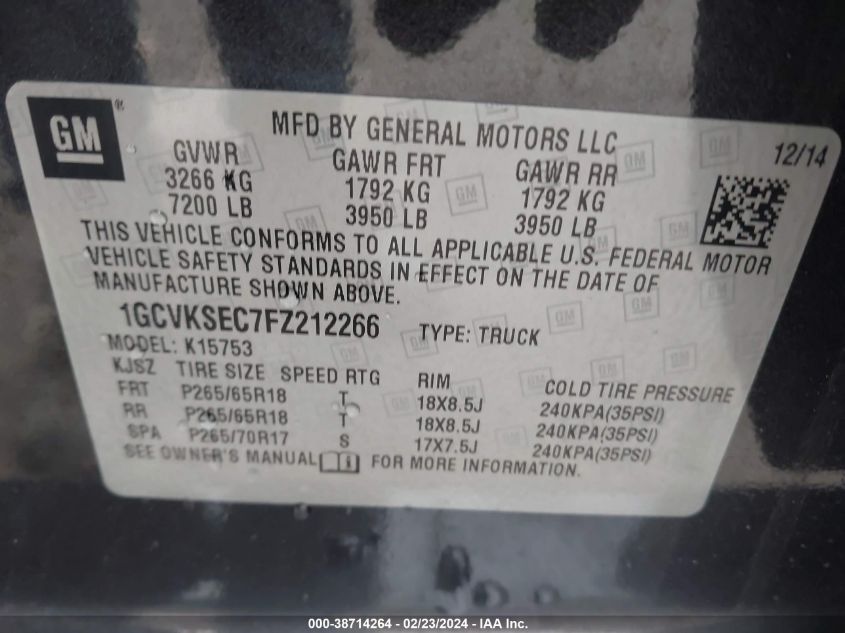 GM ®
MFD BY GENERAL MOTORS LLC
12/14
GVWR GAWR FRT GAWR RR
3266 KG 1792 KG 1792 KG
7200 LB 3950 LB 3950 LB
THIS VEHICLE CONFORMS TO ALL APPLICABLE U.S. FEDERAL MOTOR
VEHICLE SAFETY STANDARDS IN EFFECT ON THE DATE OF
MANUFACTURE SHOWN ABOVE.
1GCVKSEC7FZ212266 TYPE: TRUCK
MODEL: K15753
KJSZ TIRE SIZE SPEED RTG RIM COLD TIRE PRESSURE
FRT P265/65R18 T 18X8.5J 240KPA(35PSI)
RR P265/65R18 T 18X8.5J 240KPA(35PSI)
SPA P265/70R17 S 17X7.5J 240KPA(35PSI)
SEE OWNER'S MANUAL i FOR MORE INFORMATION.
000-38714264 - 02/23/2024 - IAA Inc.